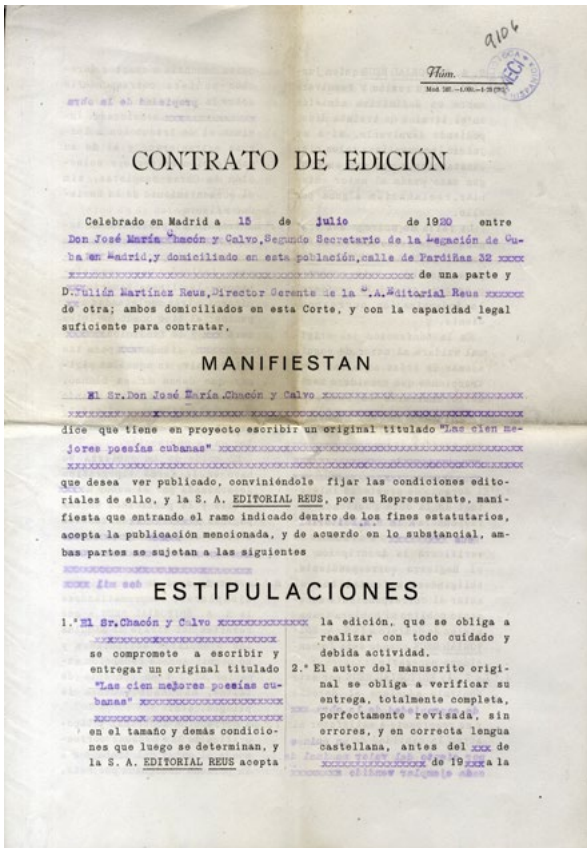 9106
Núm.
CONTRATO DE EDICIÓN
Celebrado en Madrid a 15 de julio de 1920 entre
Don José María Chacón y Calvo, Segundo Secretario de la Legación de Cu-
ba en Madrid, y domiciliado en esta población, calle de Pardiñas 32 xxxx
xxxxxxxxxxxxxxxxxxxxxxxxxxxxxxxxxxxxxxxxxxxxxxxxx de una parte y
D. Julián Martínez Reus, Director Gerente de la S.A. Editorial Reus xxxxxx
de otra; ambos domiciliados en esta Corte, y con la capacidad legal
suficiente para contratar,
MANIFIESTAN
El Sr. Don José María Chacón y Calvo xxxxxxxxxxxxxxxxxxxxxxxxxxxxx
xxxxxxxxxxxxxxxxxxxxxxxxxxxxxxxxxxxxxxxxxxxxxxxxxxxxxxxxxxxxxxxxx
dice que tiene en proyecto escribir un original titulado "Las cien me-
jores poesías cubanas" xxxxxxxxxxxxxxxxxxxxxxxxxxxxxxxxxxxxxxxxxxx
xxxxxxxxxxxxxxxxxxxxxxxxxxxxxxxxxxxxxxxxxxxxxxxxxxxxxxxxxxxxxxxxx
que desea ver publicado, conviniéndole fijar las condiciones edito-
riales de ello, y la S. A. EDITORIAL REUS, por su Representante, mani-
fiesta que entrando el ramo indicado dentro de los fines estatutarios,
acepta la publicación mencionada, y de acuerdo en lo substancial, am-
bas partes se sujetan a las siguientes
ESTIPULACIONES
1.ª El Sr. Chacón y Calvo xxxxxxxxxxxxx
xxxxxxxxxxxxxxxxxxxxxxxxxx
se compromete a escribir y
entregar un original titulado
"Las cien mejores poesías cu-
banas" xxxxxxxxxxxxxxxxxxxx
xxxxxxxx xxxxxxxxxxxxxxxxxx
en el tamaño y demás condicio-
nes que luego se determinan, y
la S. A. EDITORIAL REUS acepta
la edición, que se obliga a
realizar con todo cuidado y
debida actividad.
2.ª El autor del manuscrito origi-
nal se obliga a verificar su
entrega, totalmente completa,
perfectamente revisada, sin
errores, y en correcta lengua
castellana, antes del xxx de
xxxxxxxxxxxxxxx de 19xxx a la